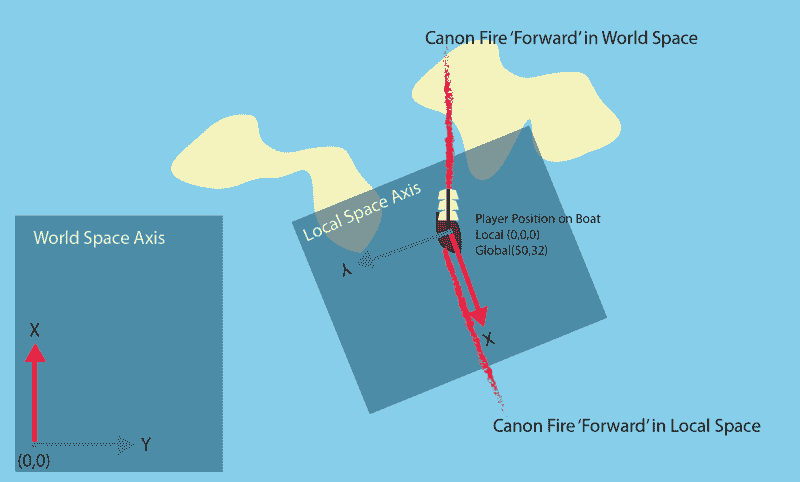 Canon Fire 'Forward' in World Space
Local Space Axis
Player Position on Boat
Local (0,0,0)
Global(50,32)
World Space Axis
Y
X
X
Y
(0,0)
Canon Fire 'Forward' in Local Space